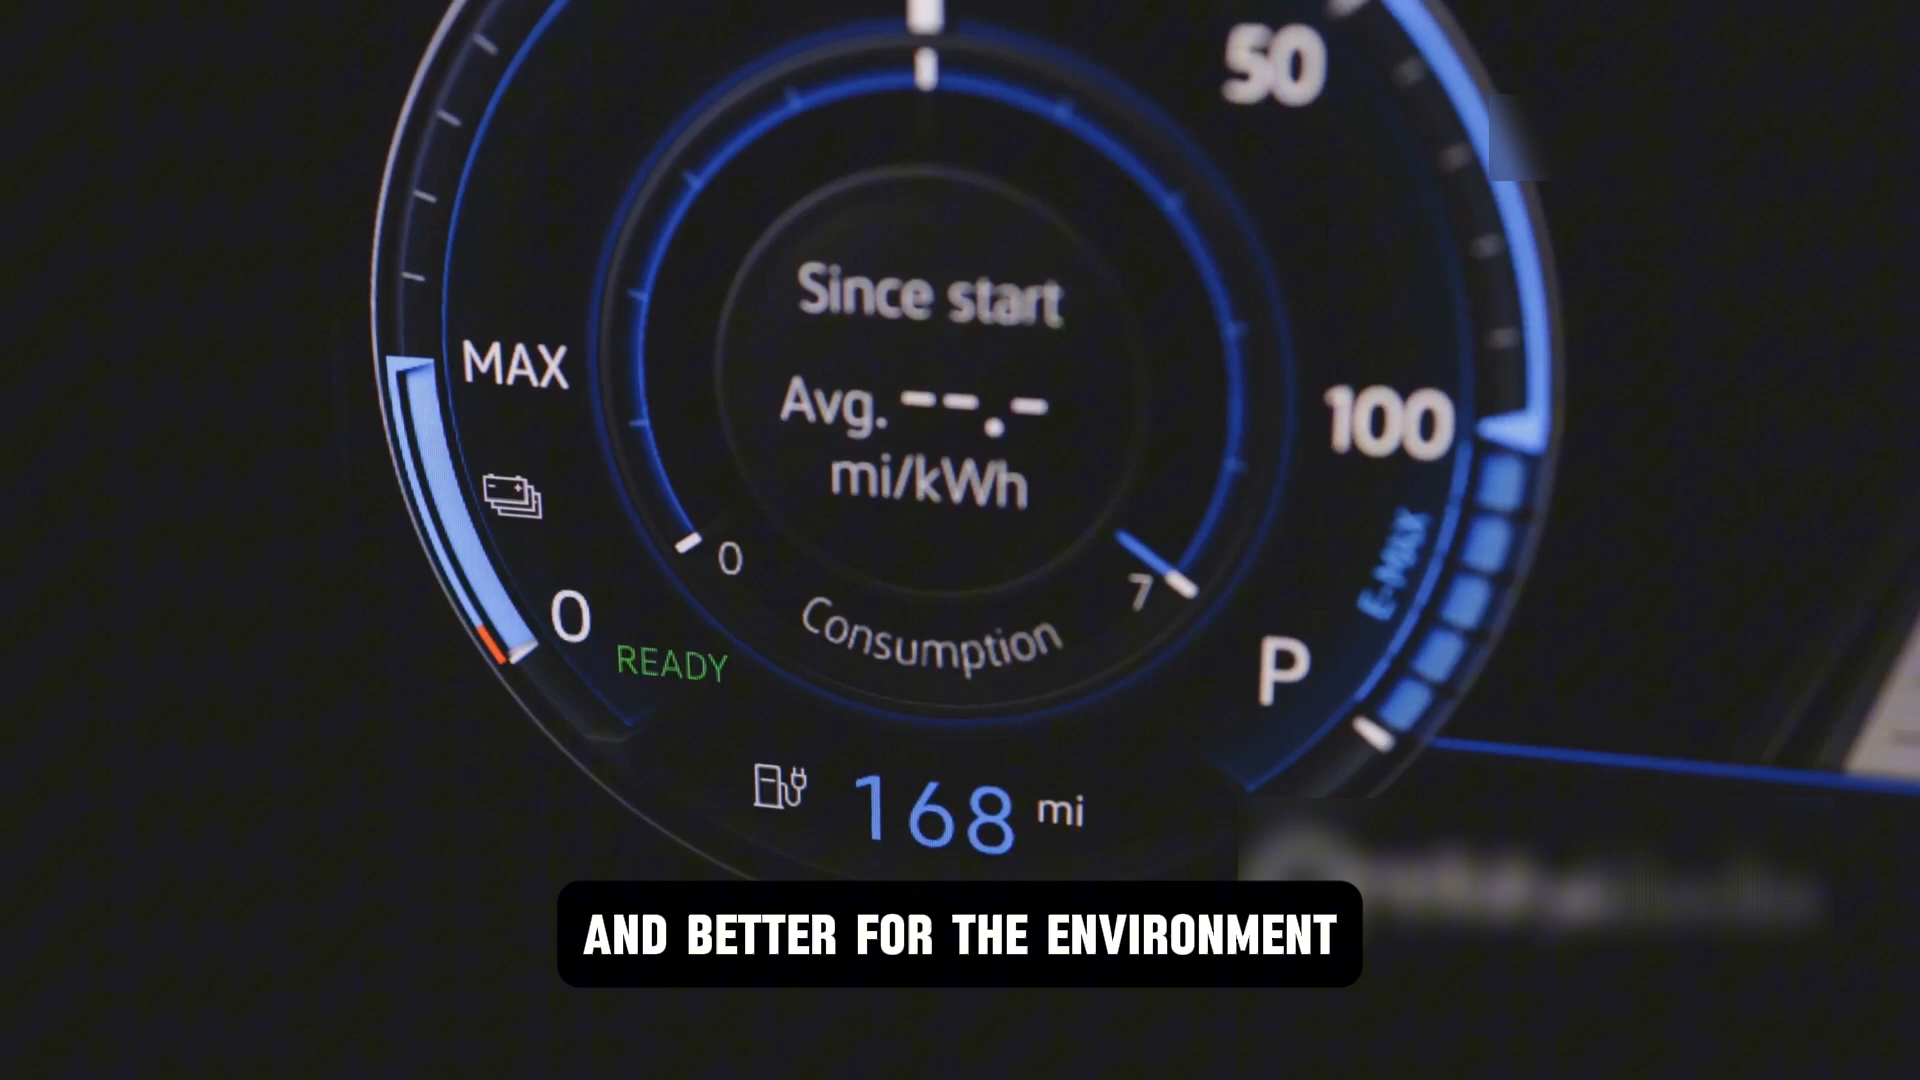 50
Since start
MAX
Avg. --.-
100
mi/kWh
E-MAX
0
7
Consumption
0
READY
P
168 mi
AND BETTER FOR THE ENVIRONMENT